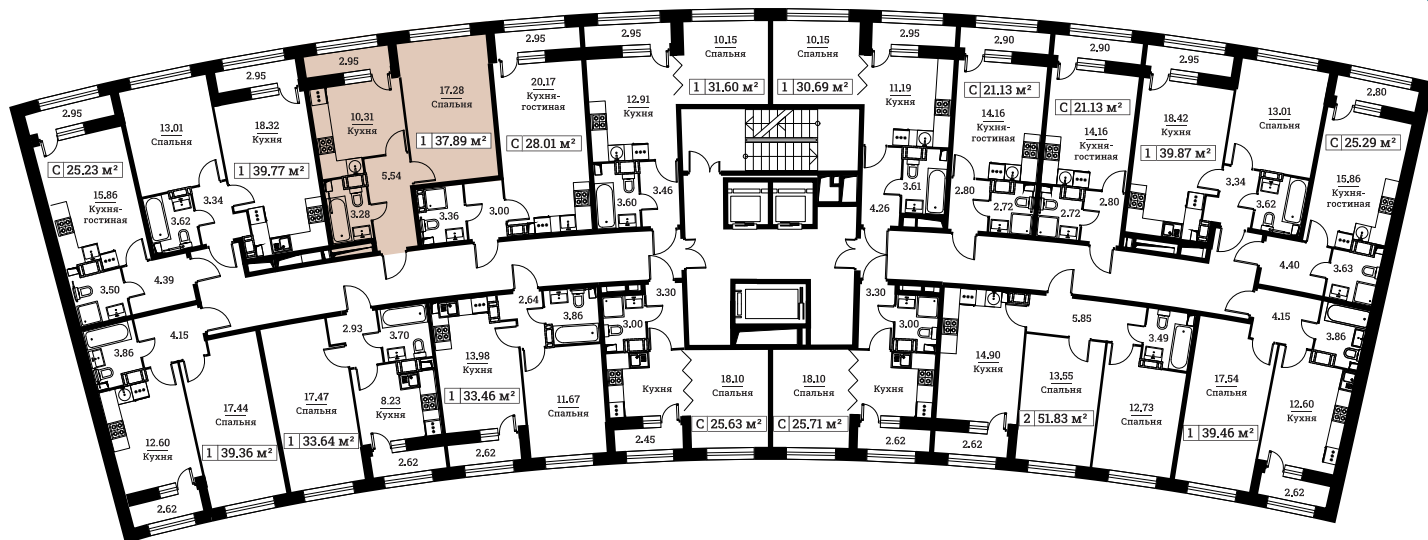 2.95
13.01
Спальня
С 25.23 м²
15.86
Кухня-
гостиная
3.50
4.39
2.95
18.32
Кухня
1 39.77 м²
3.62
3.34
2.95
10.31
Кухня
17.28
Спальня
1 37.89 м²
5.54
3.28
2.95
20.17
Кухня-
гостиная
С 28.01 м²
3.36
3.00
2.95
12.91
Кухня
10.15
Спальня
1 31.60 м²
3.60
3.46
10.15
Спальня
1 30.69 м²
2.95
11.19
Кухня
3.61
4.26
2.90
С 21.13 м²
14.16
Кухня-
гостиная
2.80
2.72
2.90
С 21.13 м²
14.16
Кухня-
гостиная
2.72
2.80
2.95
18.42
Кухня
1 39.87 м²
13.01
Спальня
3.34
3.62
2.80
С 25.29 м²
15.86
Кухня-
гостиная
4.40
3.63
3.86
4.15
12.60
Кухня
17.44
Спальня
1 39.36 м²
2.62
2.93
3.70
17.47
Спальня
1 33.64 м²
8.23
Кухня
2.62
2.64
3.86
13.98
Кухня
1 33.46 м²
11.67
Спальня
2.62
3.30
3.00
Кухня
18.10
Спальня
С 25.63 м²
2.45
3.30
3.00
18.10
Спальня
Кухня
С 25.71 м²
2.62
14.90
Кухня
5.85
3.49
13.55
Спальня
2 51.83 м²
12.73
Спальня
2.62
4.15
3.86
17.54
Спальня
1 39.46 м²
12.60
Кухня
2.62